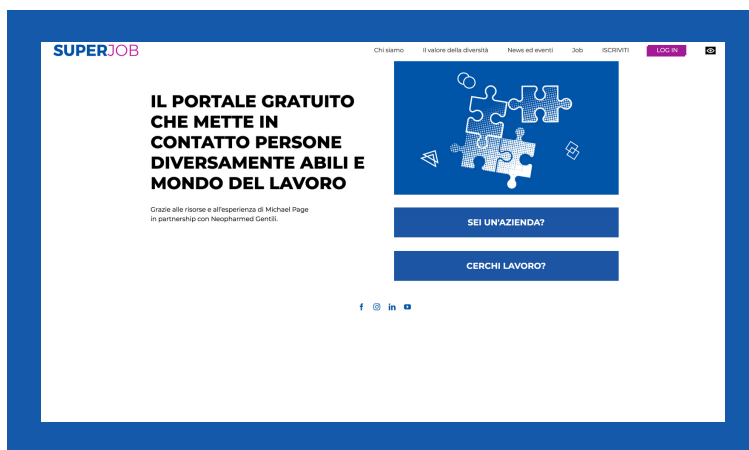 SUPERJOB
Chi siamo
Il valore della diversità
News ed eventi
Job
ISCRIVITI
LOG IN
IL PORTALE GRATUITO
CHE METTE IN
CONTATTO PERSONE
DIVERSAMENTE ABILI E
MONDO DEL LAVORO
Grazie alle risorse e all'esperienza di Michael Page
in partnership con Neopharmed Gentili.
SEI UN'AZIENDA?
CERCHI LAVORO?